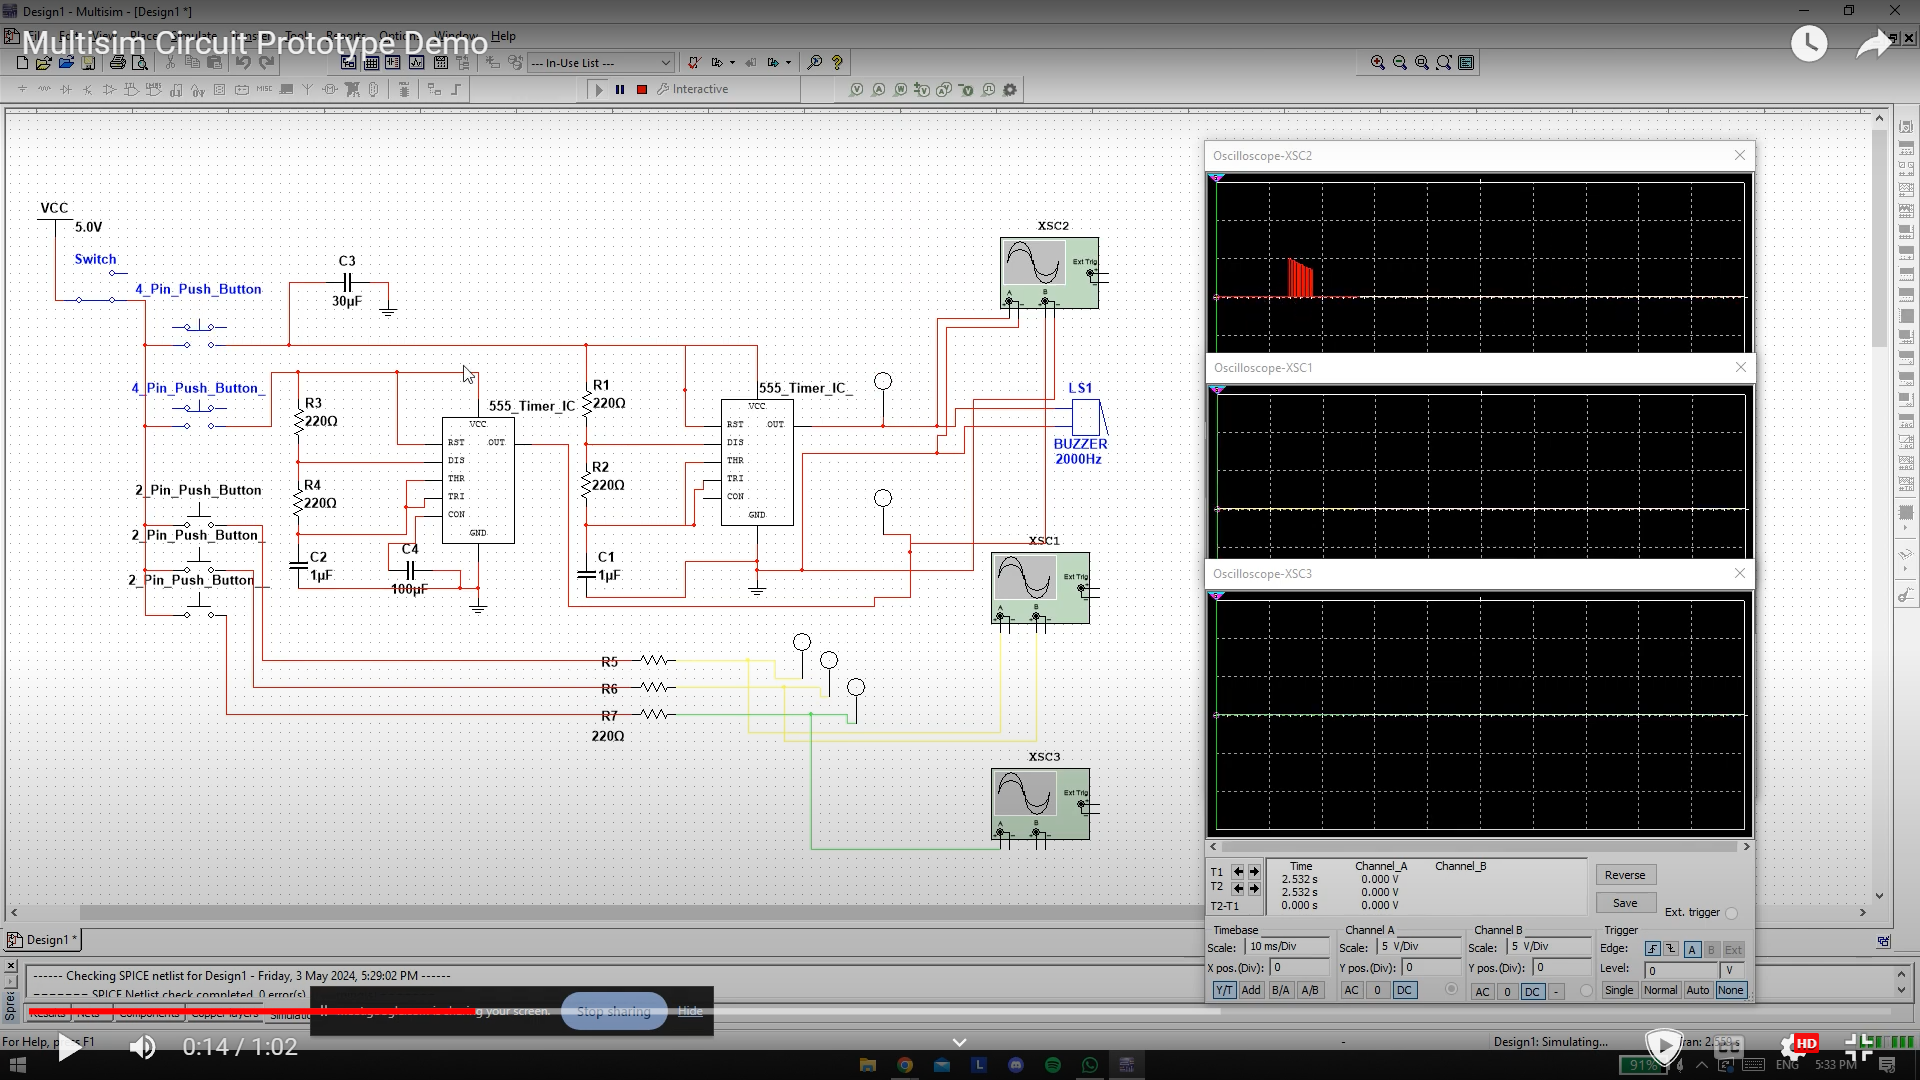 Design1 - Multisim - [Design1 *]
Multisim Circuit Prototype Demo
Help
--- In-Use List ---
Interactive
VCC
5.0V
Switch
4_Pin_Push_Button
C3
30µF
4_Pin_Push_Button_
R3
220Ω
555_Timer_IC
R1
220Ω
555_Timer_IC_
VCC
RST
OUT
DIS
THR
TRI
CON
GND
VCC
RST
OUT
DIS
THR
TRI
CON
GND
R4
220Ω
R2
220Ω
2_Pin_Push_Button
2_Pin_Push_Button_
2_Pin_Push_Button__
C2
1µF
C4
100µF
C1
1µF
XSC2
Ext Trig
A
B
LS1
BUZZER
2000Hz
XSC1
Ext Trig
A
B
R5
R6
R7
220Ω
XSC3
Ext Trig
A
B
Oscilloscope-XSC2
Oscilloscope-XSC1
Oscilloscope-XSC3
T1
T2
T2-T1
Time Channel_A Channel_B
2.532 s 0.000 V
2.532 s 0.000 V
0.000 s 0.000 V
Reverse
Save
Ext. trigger
Timebase
Scale: 10 ms/Div
X pos.(Div): 0
Y/T Add B/A A/B
Channel A
Scale: 5 V/Div
Y pos.(Div): 0
AC 0 DC
Channel B
Scale: 5 V/Div
Y pos.(Div): 0
AC 0 DC -
Trigger
Edge: A B Ext
Level: 0 V
Single Normal Auto None
Design1 *
------ Checking SPICE netlist for Design1 - Friday, 3 May 2024, 5:29:02 PM ------
------- SPICE Netlist check completed, 0 error(s)
your screen.
Stop sharing
Hide
0:14 / 1:02
Design1: Simulating...
HD
91%
ENG
5:33 PM